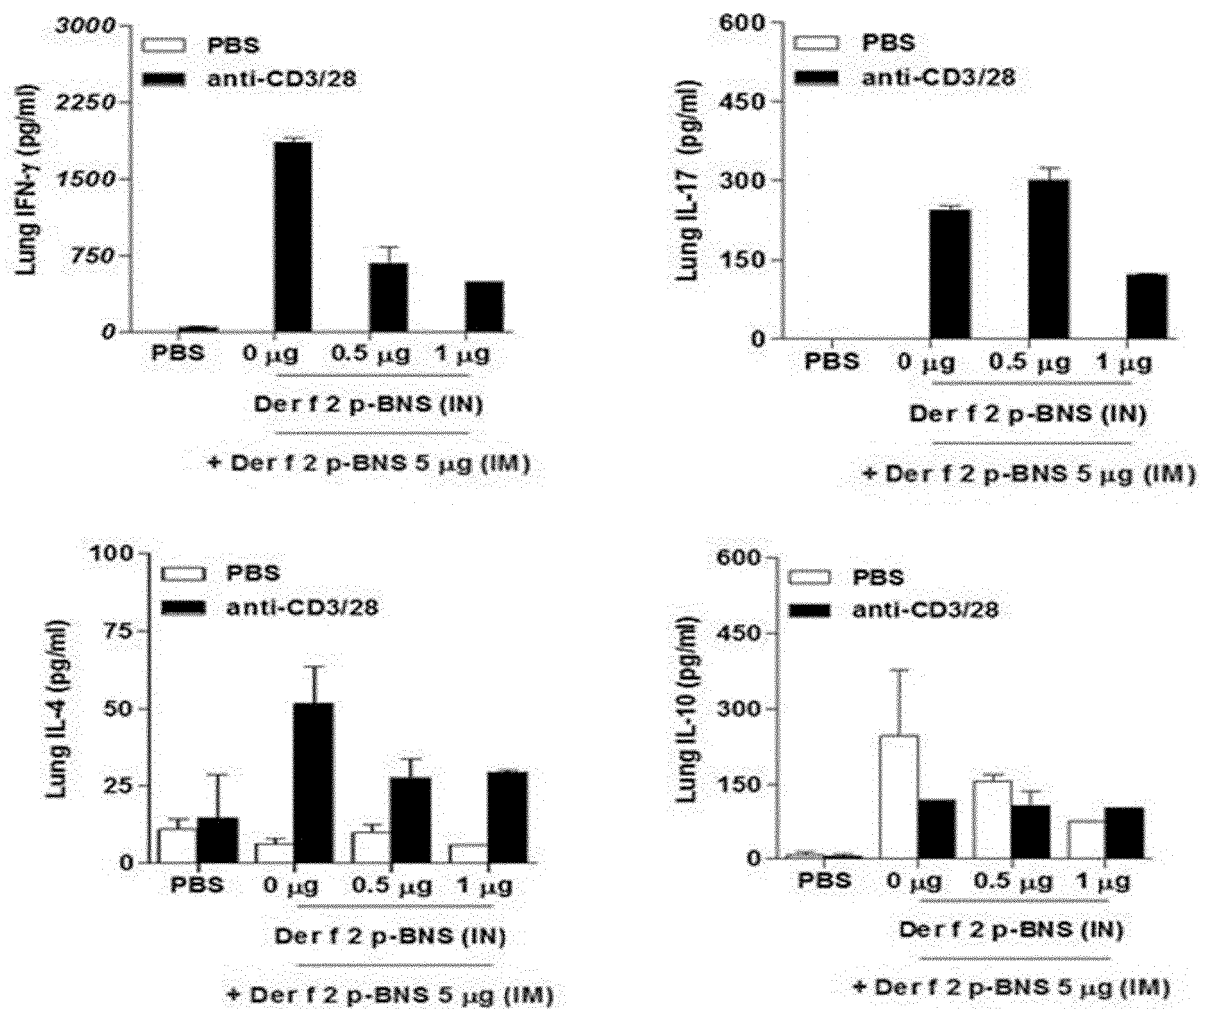 3000
2250
1500
750
0
Lung IFN-γ (pg/ml)
PBS
anti-CD3/28
PBS 0 μg 0.5 μg 1 μg
Der f 2 p-BNS (IN)
+ Der f 2 p-BNS 5 μg (IM)
600
450
300
150
0
Lung IL-17 (pg/ml)
PBS
anti-CD3/28
PBS 0 μg 0.5 μg 1 μg
Der f 2 p-BNS (IN)
+ Der f 2 p-BNS 5 μg (IM)
100
75
50
25
0
Lung IL-4 (pg/ml)
PBS
anti-CD3/28
PBS 0 μg 0.5 μg 1 μg
Der f 2 p-BNS (IN)
+ Der f 2 p-BNS 5 μg (IM)
600
450
300
150
0
Lung IL-10 (pg/ml)
PBS
anti-CD3/28
PBS 0 μg 0.5 μg 1 μg
Der f 2 p-BNS (IN)
+ Der f 2 p-BNS 5 μg (IM)